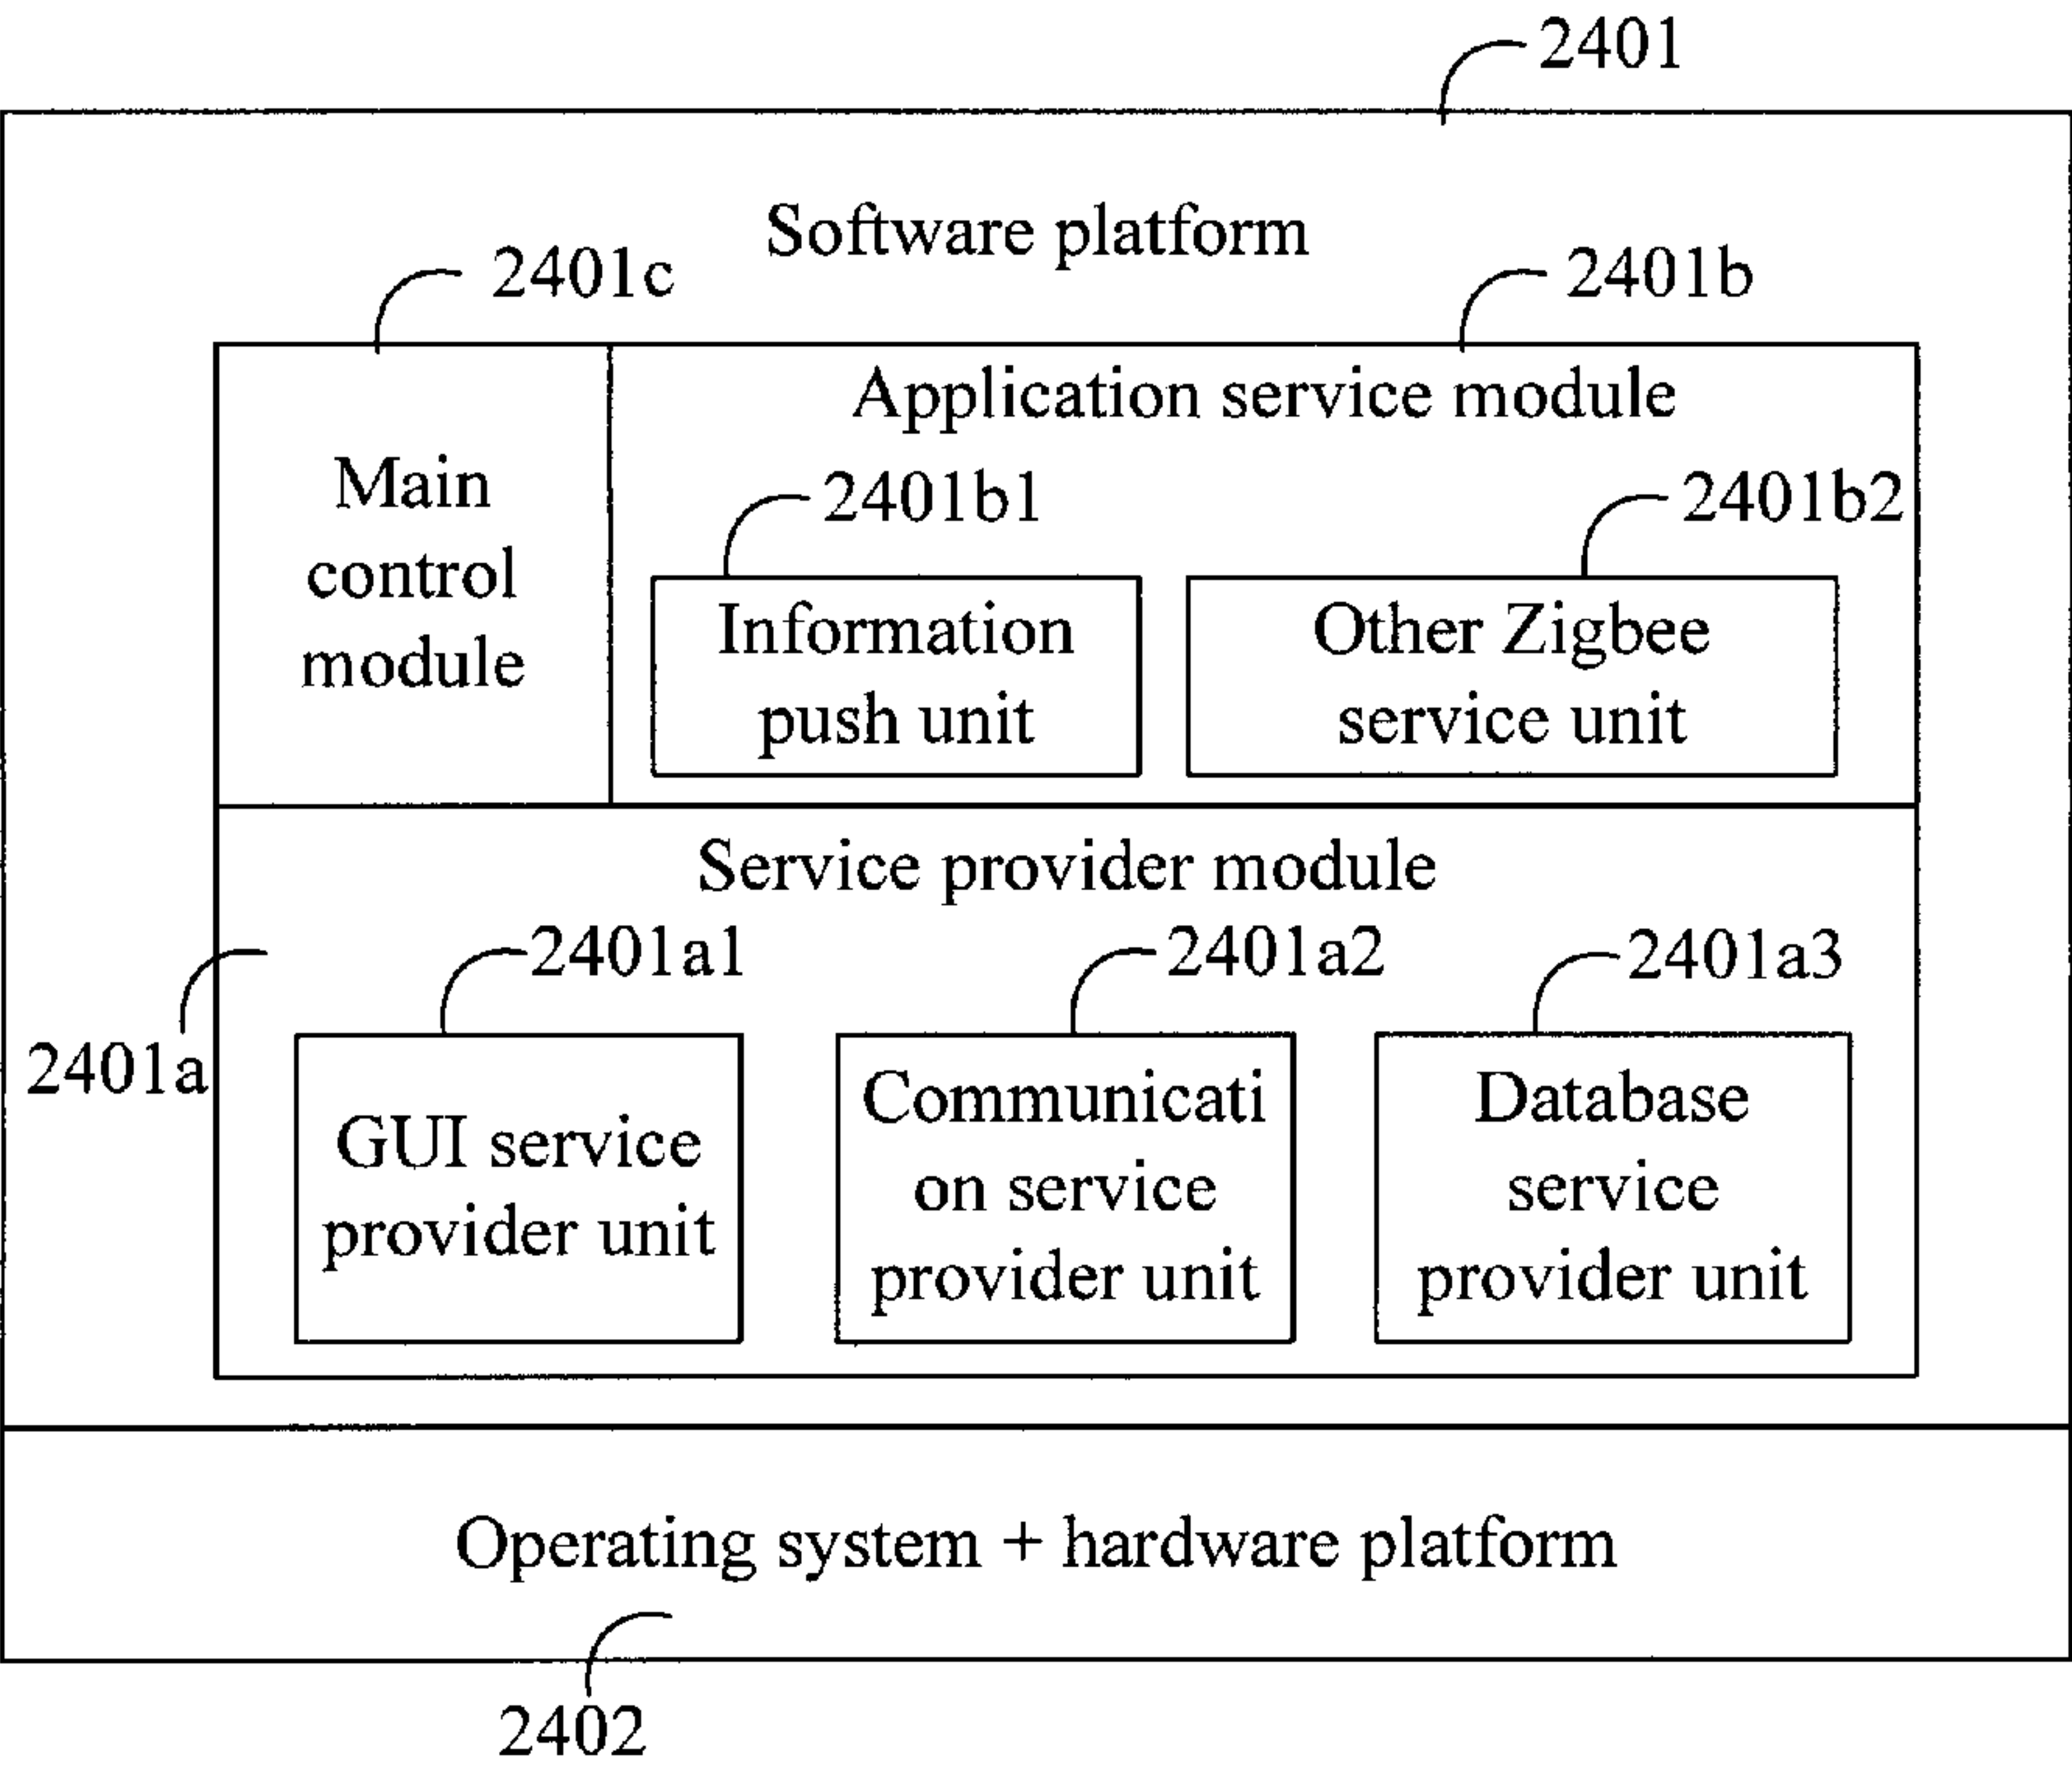 2401
Software platform
2401c
2401b
Main
control
module
Application service module
2401b1
2401b2
Information
push unit
Other Zigbee
service unit
Service provider module
2401a
2401a1
2401a2
2401a3
GUI service
provider unit
Communicati
on service
provider unit
Database
service
provider unit
Operating system + hardware platform
2402